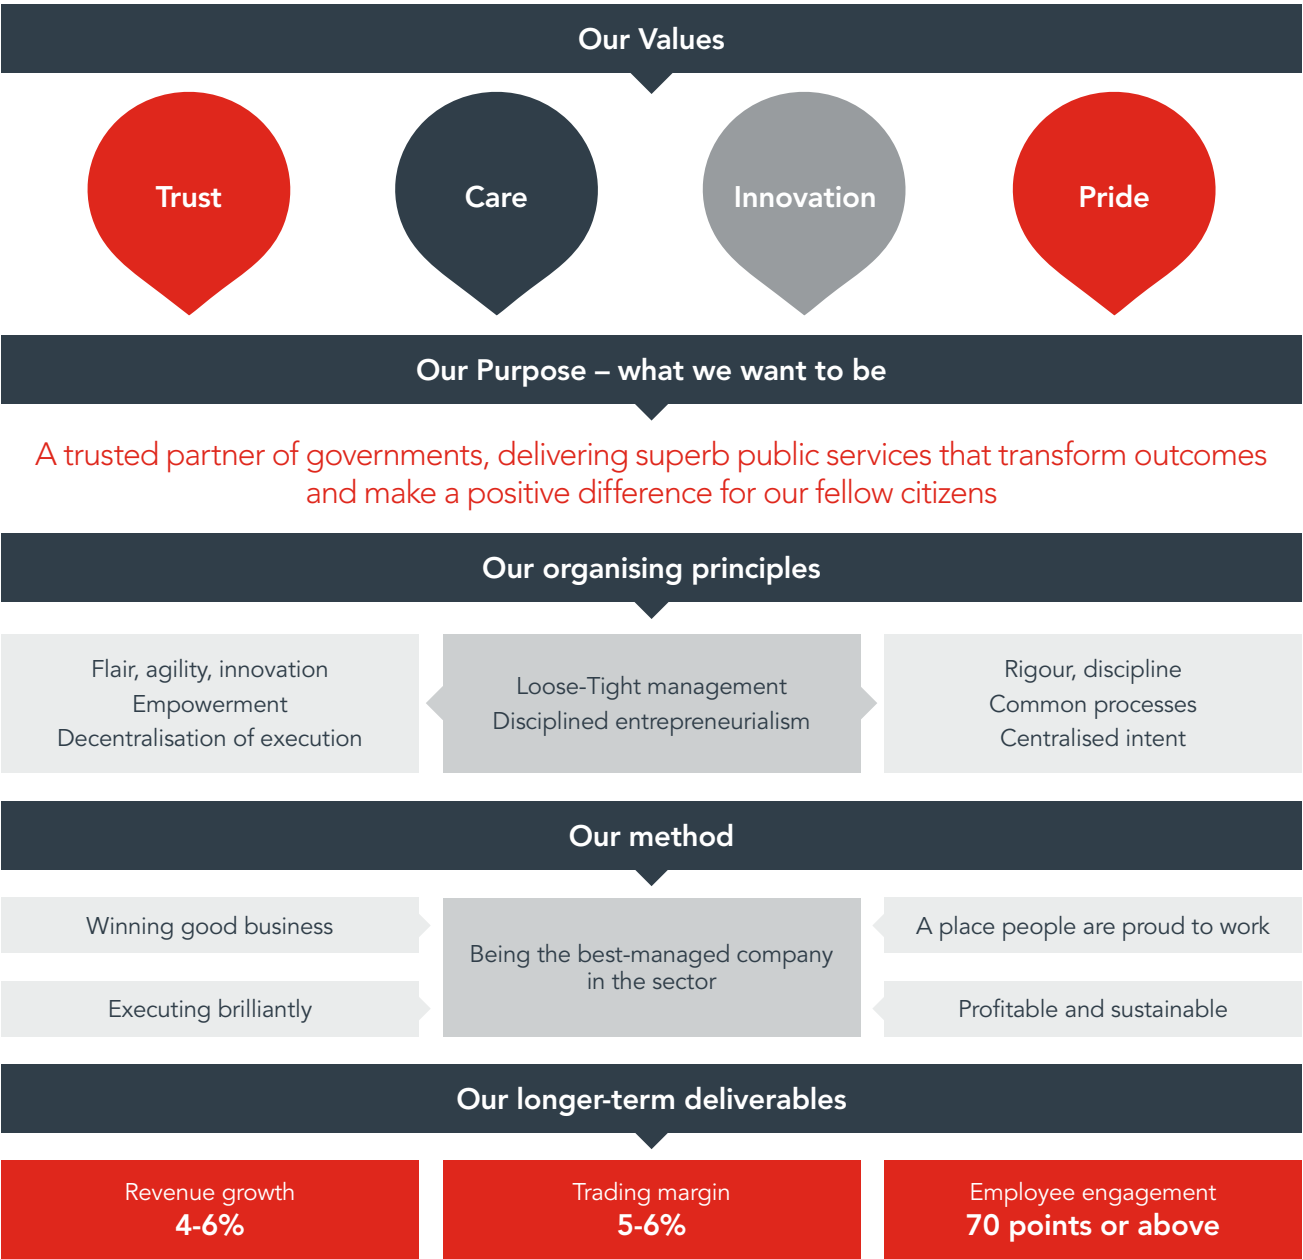 Our Values
Trust
Care
Innovation
Pride
Our Purpose – what we want to be
A trusted partner of governments, delivering superb public services that transform outcomes
and make a positive difference for our fellow citizens
Our organising principles
Flair, agility, innovation
Empowerment
Decentralisation of execution
Loose-Tight management
Disciplined entrepreneurialism
Rigour, discipline
Common processes
Centralised intent
Our method
Winning good business
Executing brilliantly
Being the best-managed company
in the sector
A place people are proud to work
Profitable and sustainable
Our longer-term deliverables
Revenue growth
4-6%
Trading margin
5-6%
Employee engagement
70 points or above